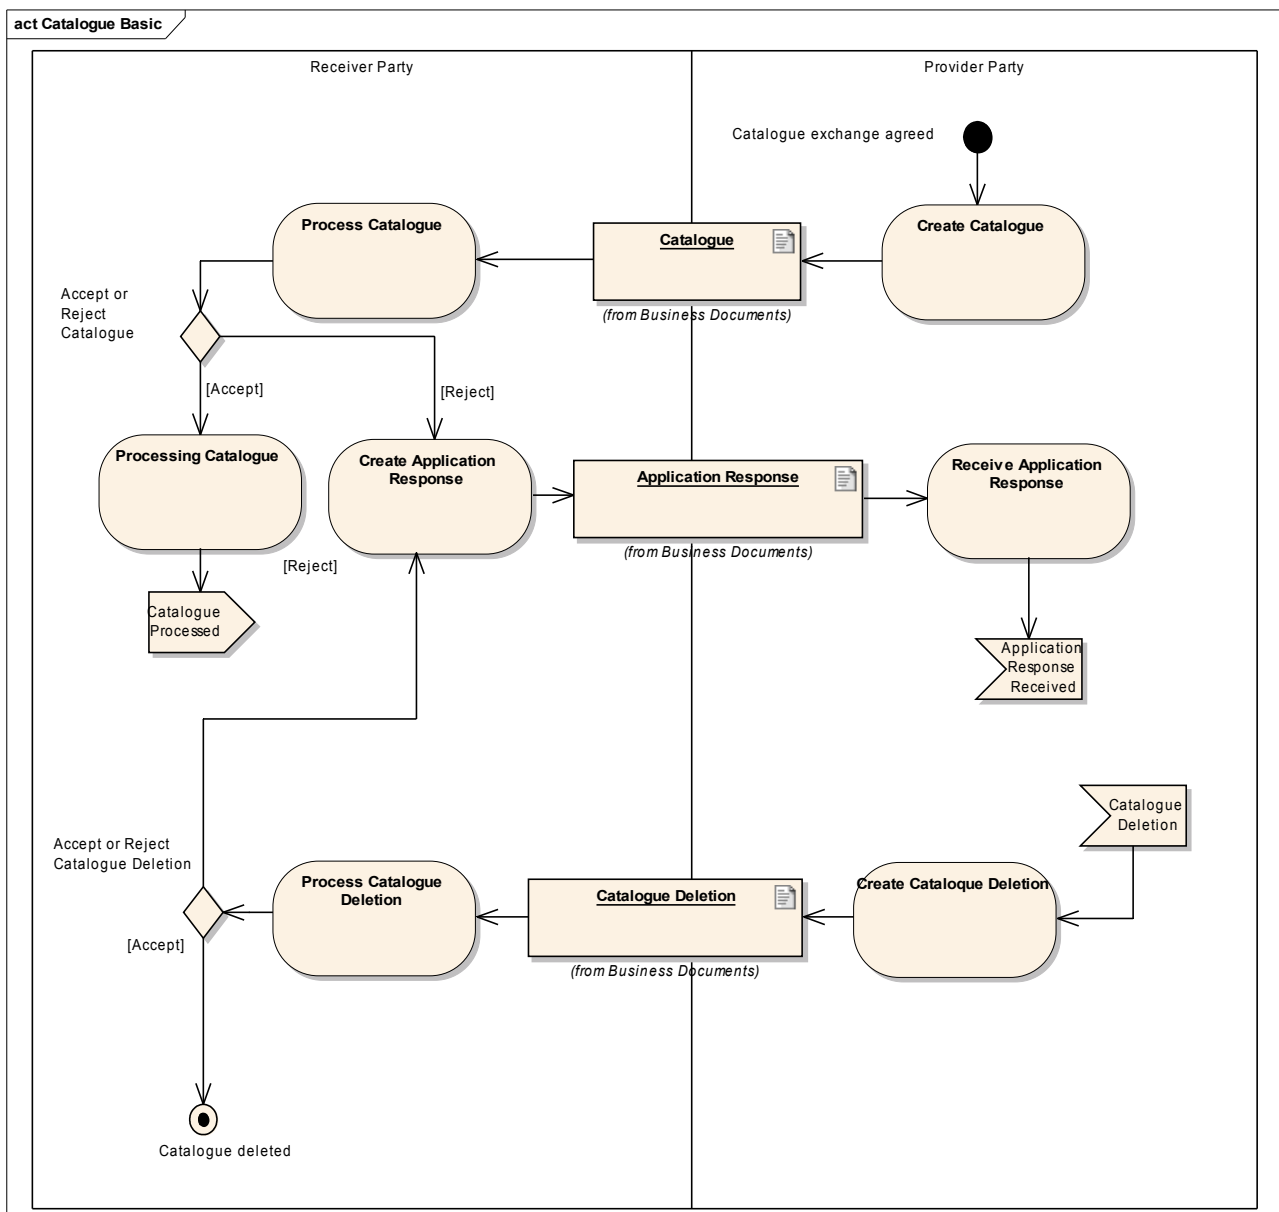 act Catalogue Basic
Receiver Party
Provider Party
Catalogue exchange agreed
Process Catalogue
Catalogue
(from Business Documents)
Create Catalogue
Accept or
Reject
Catalogue
[Accept]
[Reject]
Processing Catalogue
Create Application
Response
Application Response
(from Business Documents)
Receive Application
Response
[Reject]
Catalogue
Processed
Application
Response
Received
Catalogue
Deletion
Accept or Reject
Catalogue Deletion
Process Catalogue
Deletion
Catalogue Deletion
(from Business Documents)
Create Cataloque Deletion
[Accept]
Catalogue deleted